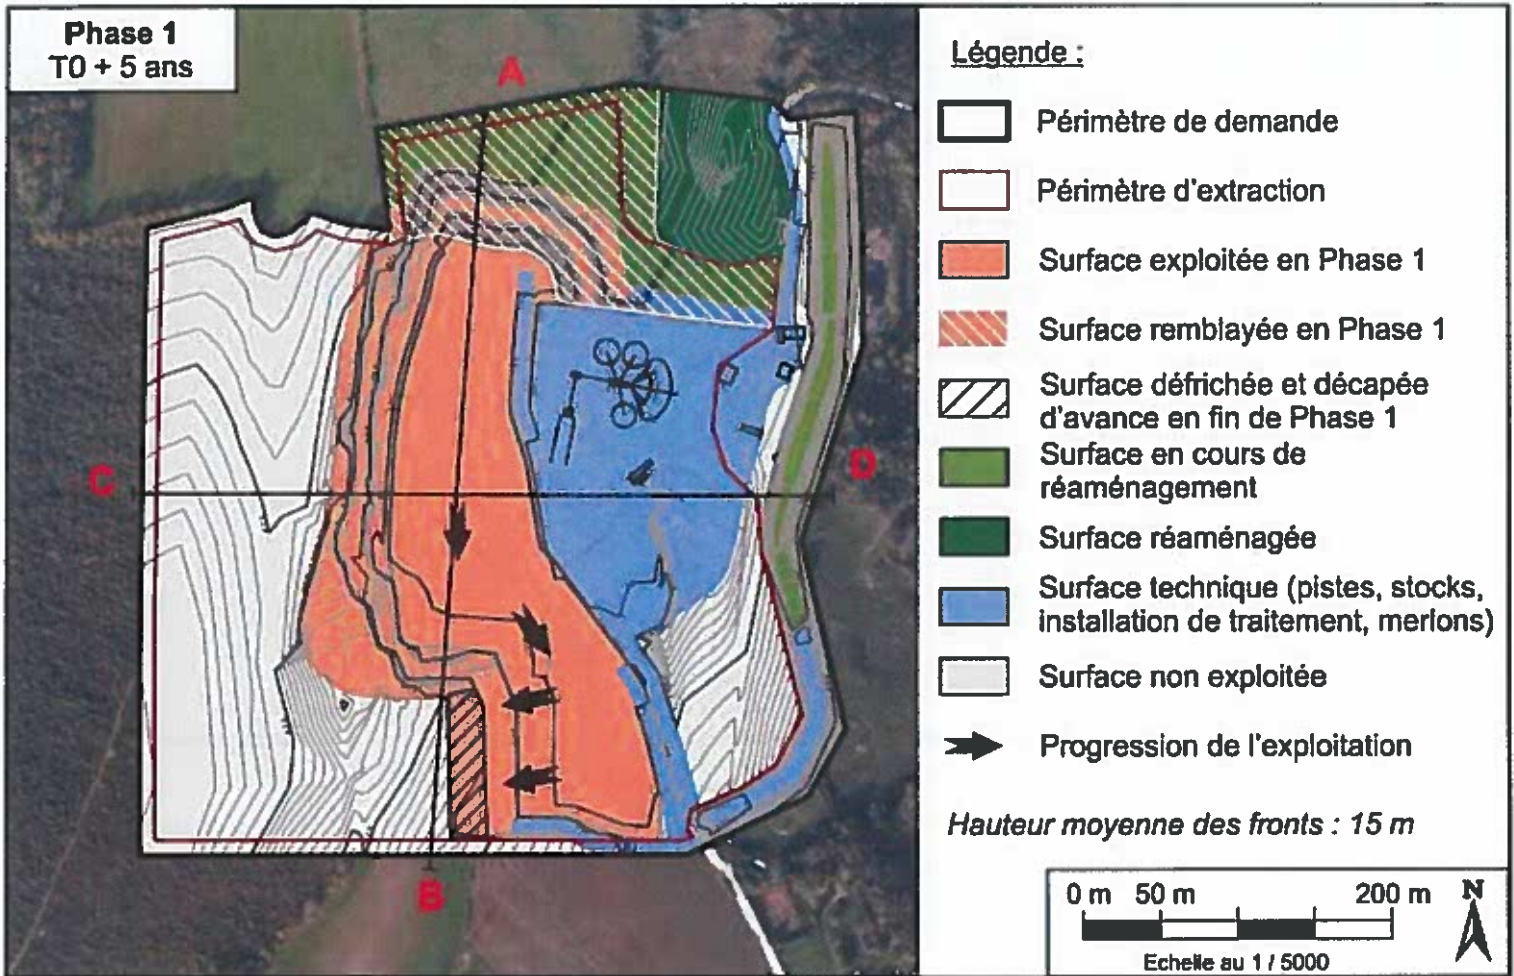 Phase 1
T0 + 5 ans
A
C
D
B
Légende :
Périmètre de demande
Périmètre d'extraction
Surface exploitée en Phase 1
Surface remblayée en Phase 1
Surface défrichée et décapée
d'avance en fin de Phase 1
Surface en cours de
réaménagement
Surface réaménagée
Surface technique (pistes, stocks,
installation de traitement, merlons)
Surface non exploitée
Progression de l'exploitation
Hauteur moyenne des fronts : 15 m
0 m 50 m 200 m
N
Echelle au 1 / 5000